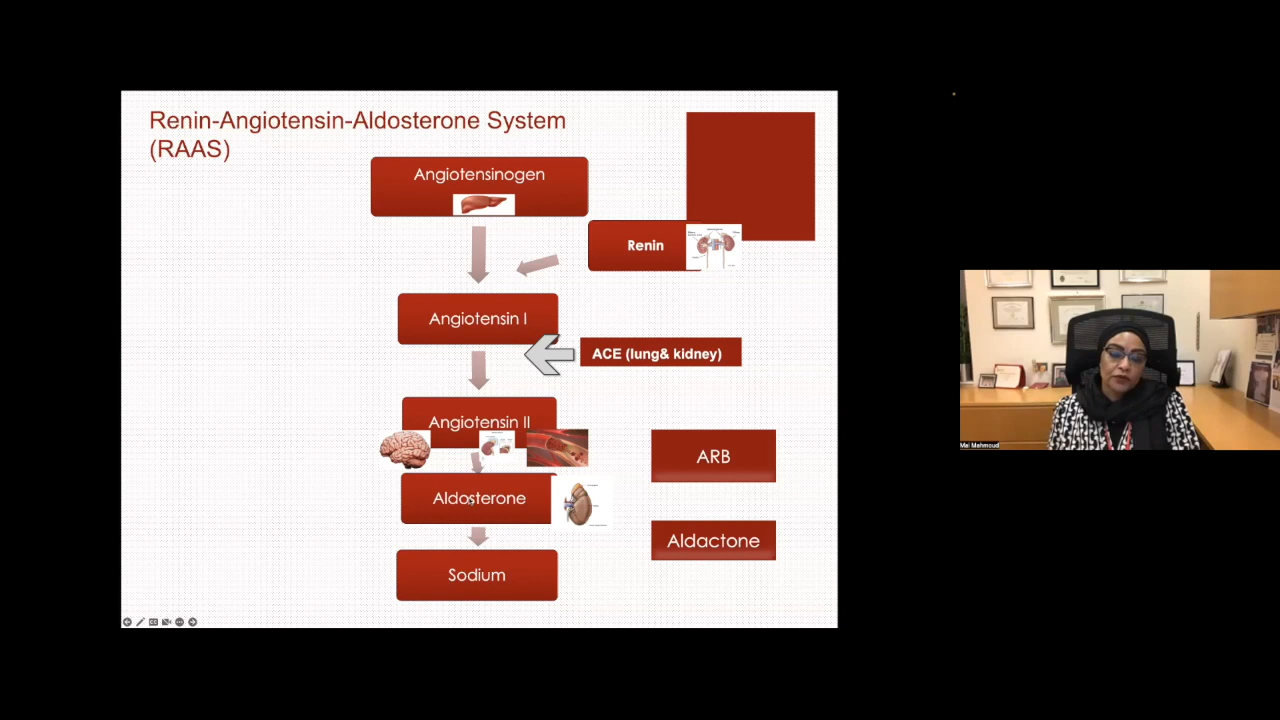 Renin-Angiotensin-Aldosterone System
(RAAS)
Angiotensinogen
Renin
Angiotensin I
ACE (lung& kidney)
Angiotensin II
ARB
Aldosterone
Aldactone
Sodium
Mai Mahmoud